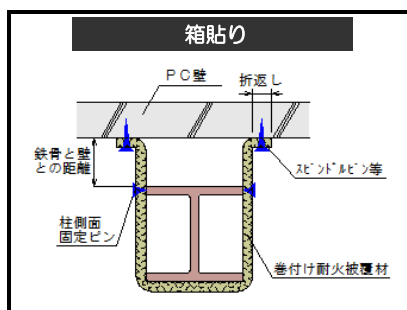 箱貼り
PC壁
折返し
鉄骨と壁
との距離
スピンドルピン等
柱側面
固定ピン
巻付け耐火被覆材